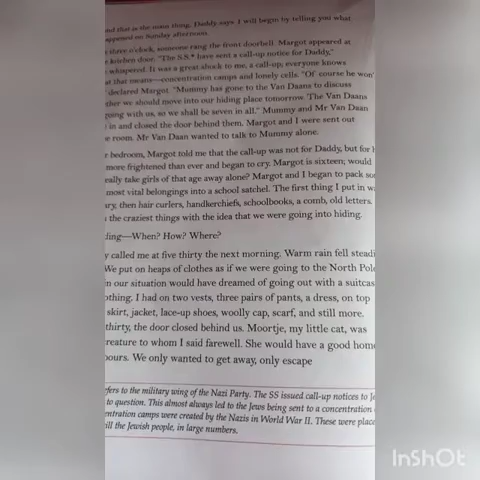 nd that is the main thing. Daddy says I will begin by telling you what
appened on Sunday afternoon.
three o'clock, someone rang the front doorbell. Margot appeared at
kitchen door. "The S.S.* have sent a call-up notice for Daddy,"
whispered. It was a great shock to me, a call-up; everyone knows
at that means—concentration camps and lonely cells. "Of course he won'
declared Margot. "Mummy has gone to the Van Daans to discuss
ther we should move into our hiding place tomorrow. The Van Daans
going with us, so we shall be seven in all." Mummy and Mr Van Daan
in and closed the door behind them. Margot and I were sent out
e room. Mr Van Daan wanted to talk to Mummy alone.
r bedroom, Margot told me that the call-up was not for Daddy, but for h
more frightened than ever and began to cry. Margot is sixteen; would
eally take girls of that age away alone? Margot and I began to pack so
most vital belongings into a school satchel. The first thing I put in wa
ary, then hair curlers, handkerchiefs, schoolbooks, a comb, old letters.
the craziest things with the idea that we were going into hiding.
ding—When? How? Where?
y called me at five thirty the next morning. Warm rain fell steadi
We put on heaps of clothes as if we were going to the North Pole
n our situation would have dreamed of going out with a suitcas
othing. I had on two vests, three pairs of pants, a dress, on top
skirt, jacket, lace-up shoes, woolly cap, scarf, and still more.
thirty, the door closed behind us. Moortje, my little cat, was
reature to whom I said farewell. She would have a good home
ours. We only wanted to get away, only escape
fers to the military wing of the Nazi Party. The SS issued call-up notices to Je
to question. This almost always led to the Jews being sent to a concentration
entration camps were created by the Nazis in World War II. These were place
ill the Jewish people, in large numbers.
InShOt